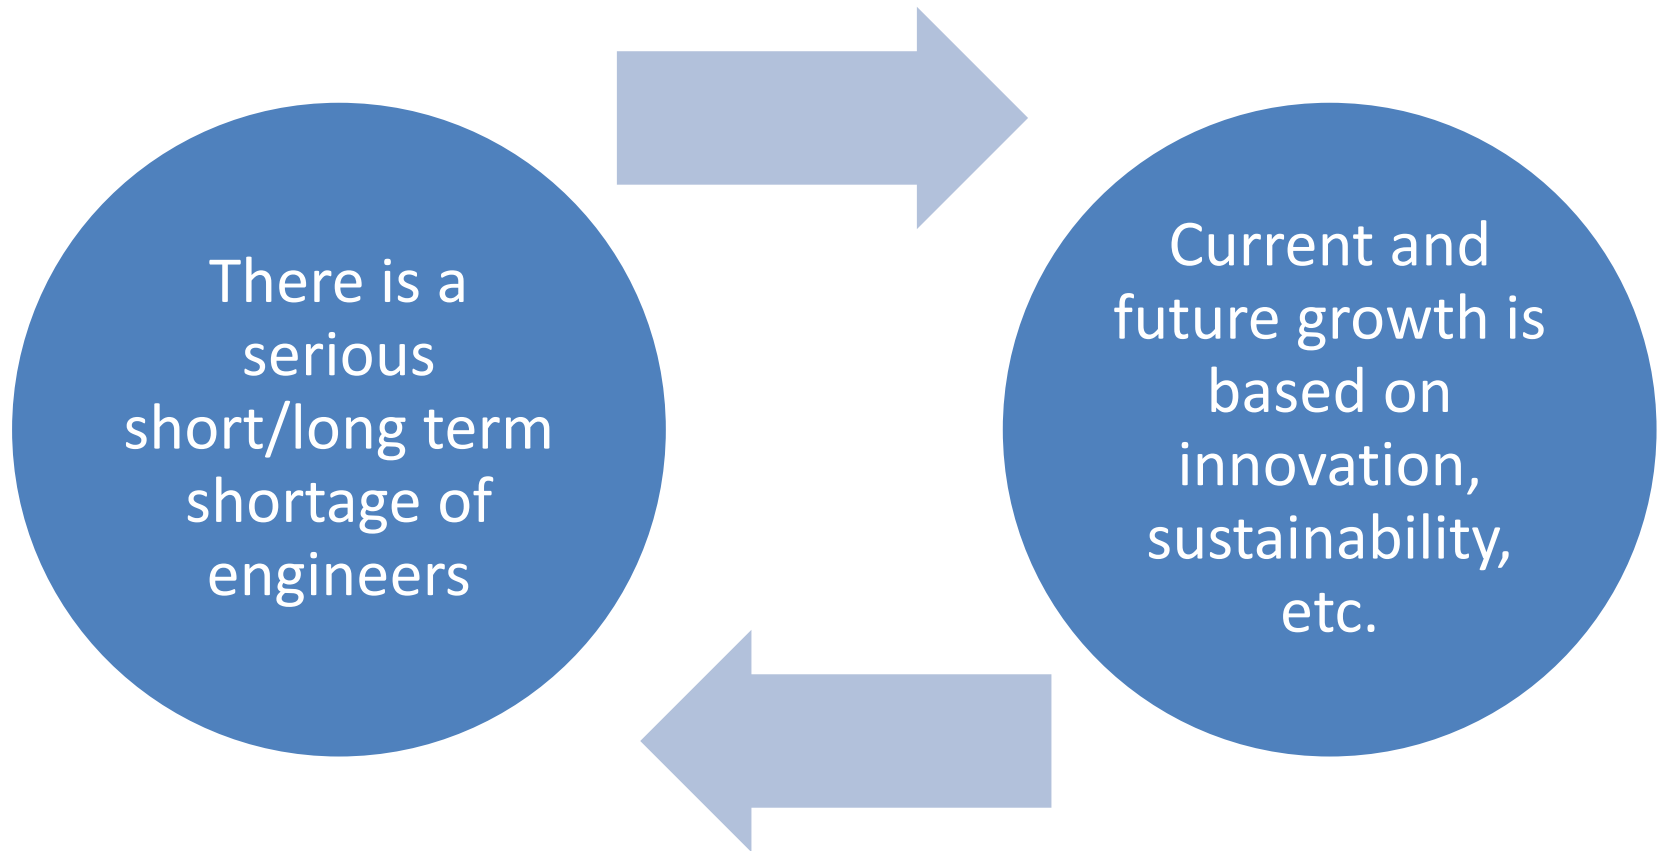 There is a
serious
short/long term
shortage of
engineers
Current and
future growth is
based on
innovation,
sustainability,
etc.